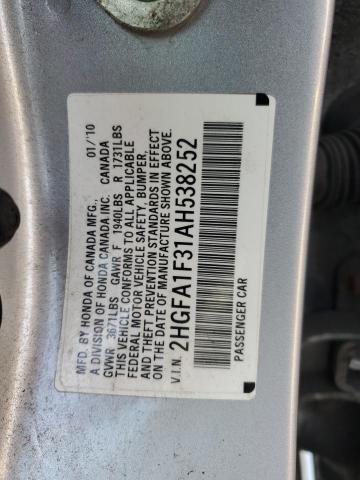 MFD. BY HONDA OF CANADA MFG., 01/'10
A DIVISION OF HONDA CANADA INC. CANADA
GVWR 3671LBS GAWR F 1940LBS R 1731LBS
THIS VEHICLE CONFORMS TO ALL APPLICABLE
FEDERAL MOTOR VEHICLE SAFETY, BUMPER,
AND THEFT PREVENTION STANDARDS IN EFFECT
ON THE DATE OF MANUFACTURE SHOWN ABOVE.
V.I.N. 2HGFA1F31AH538252
PASSENGER CAR